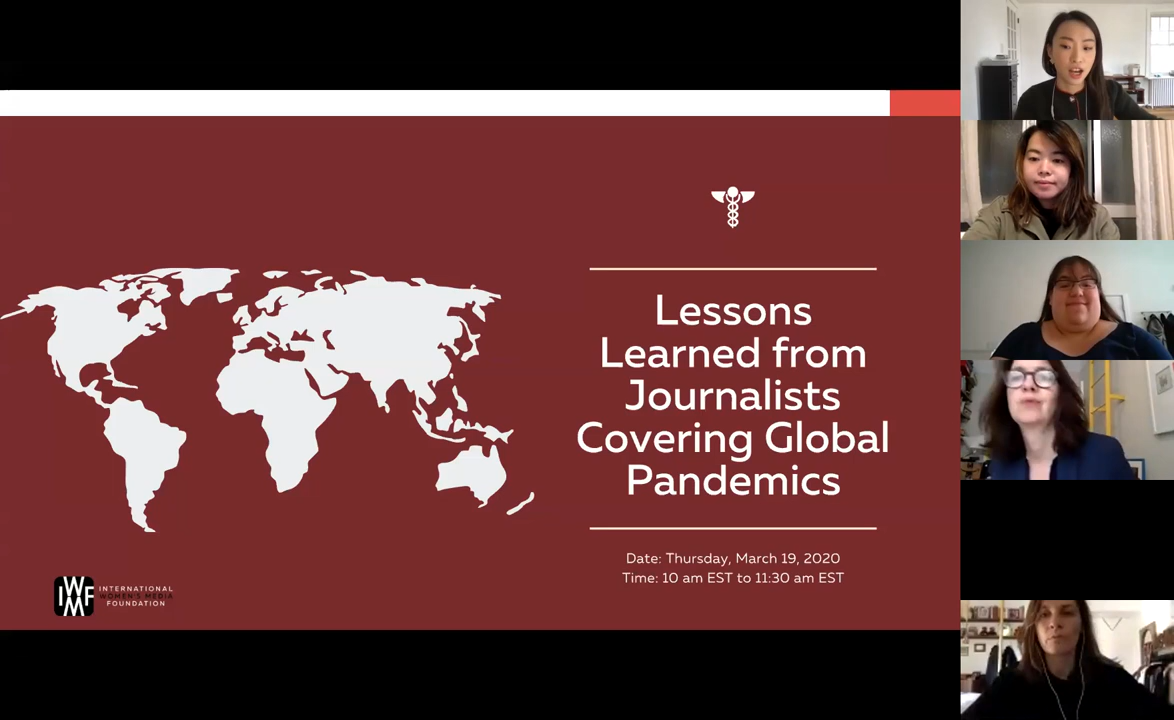 Lessons
Learned from
Journalists
Covering Global
Pandemics
Date: Thursday, March 19, 2020
Time: 10 am EST to 11:30 am EST
IWMF
INTERNATIONAL
WOMEN'S MEDIA
FOUNDATION